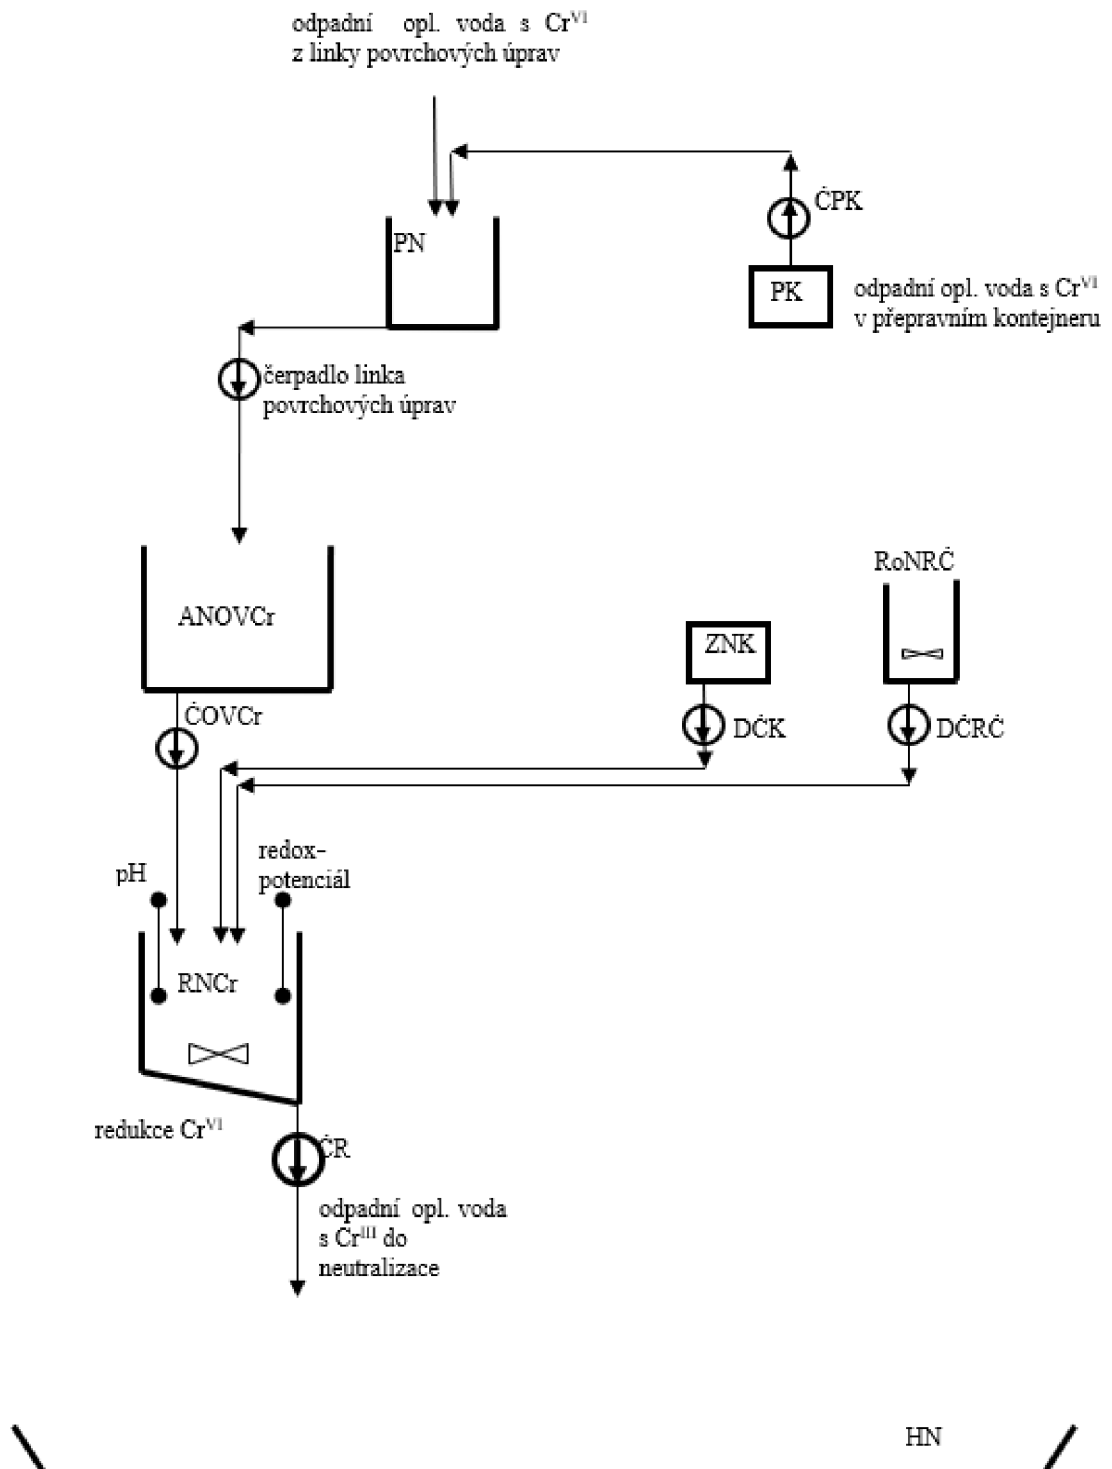 odpadní opl. voda s Cr^VI
z linky povrchových úprav
ČPK
PN
PK
odpadní opl. voda s Cr^VI
v přepravním kontejneru
čerpadlo linka
povrchových úprav
RoNRČ
ANOVCr
ZNK
ČOVCr
DČK
DČRČ
redox-
potenciál
pH
RNCr
redukce Cr^VI
ČR
odpadní opl. voda
s Cr^III do
neutralizace
HN